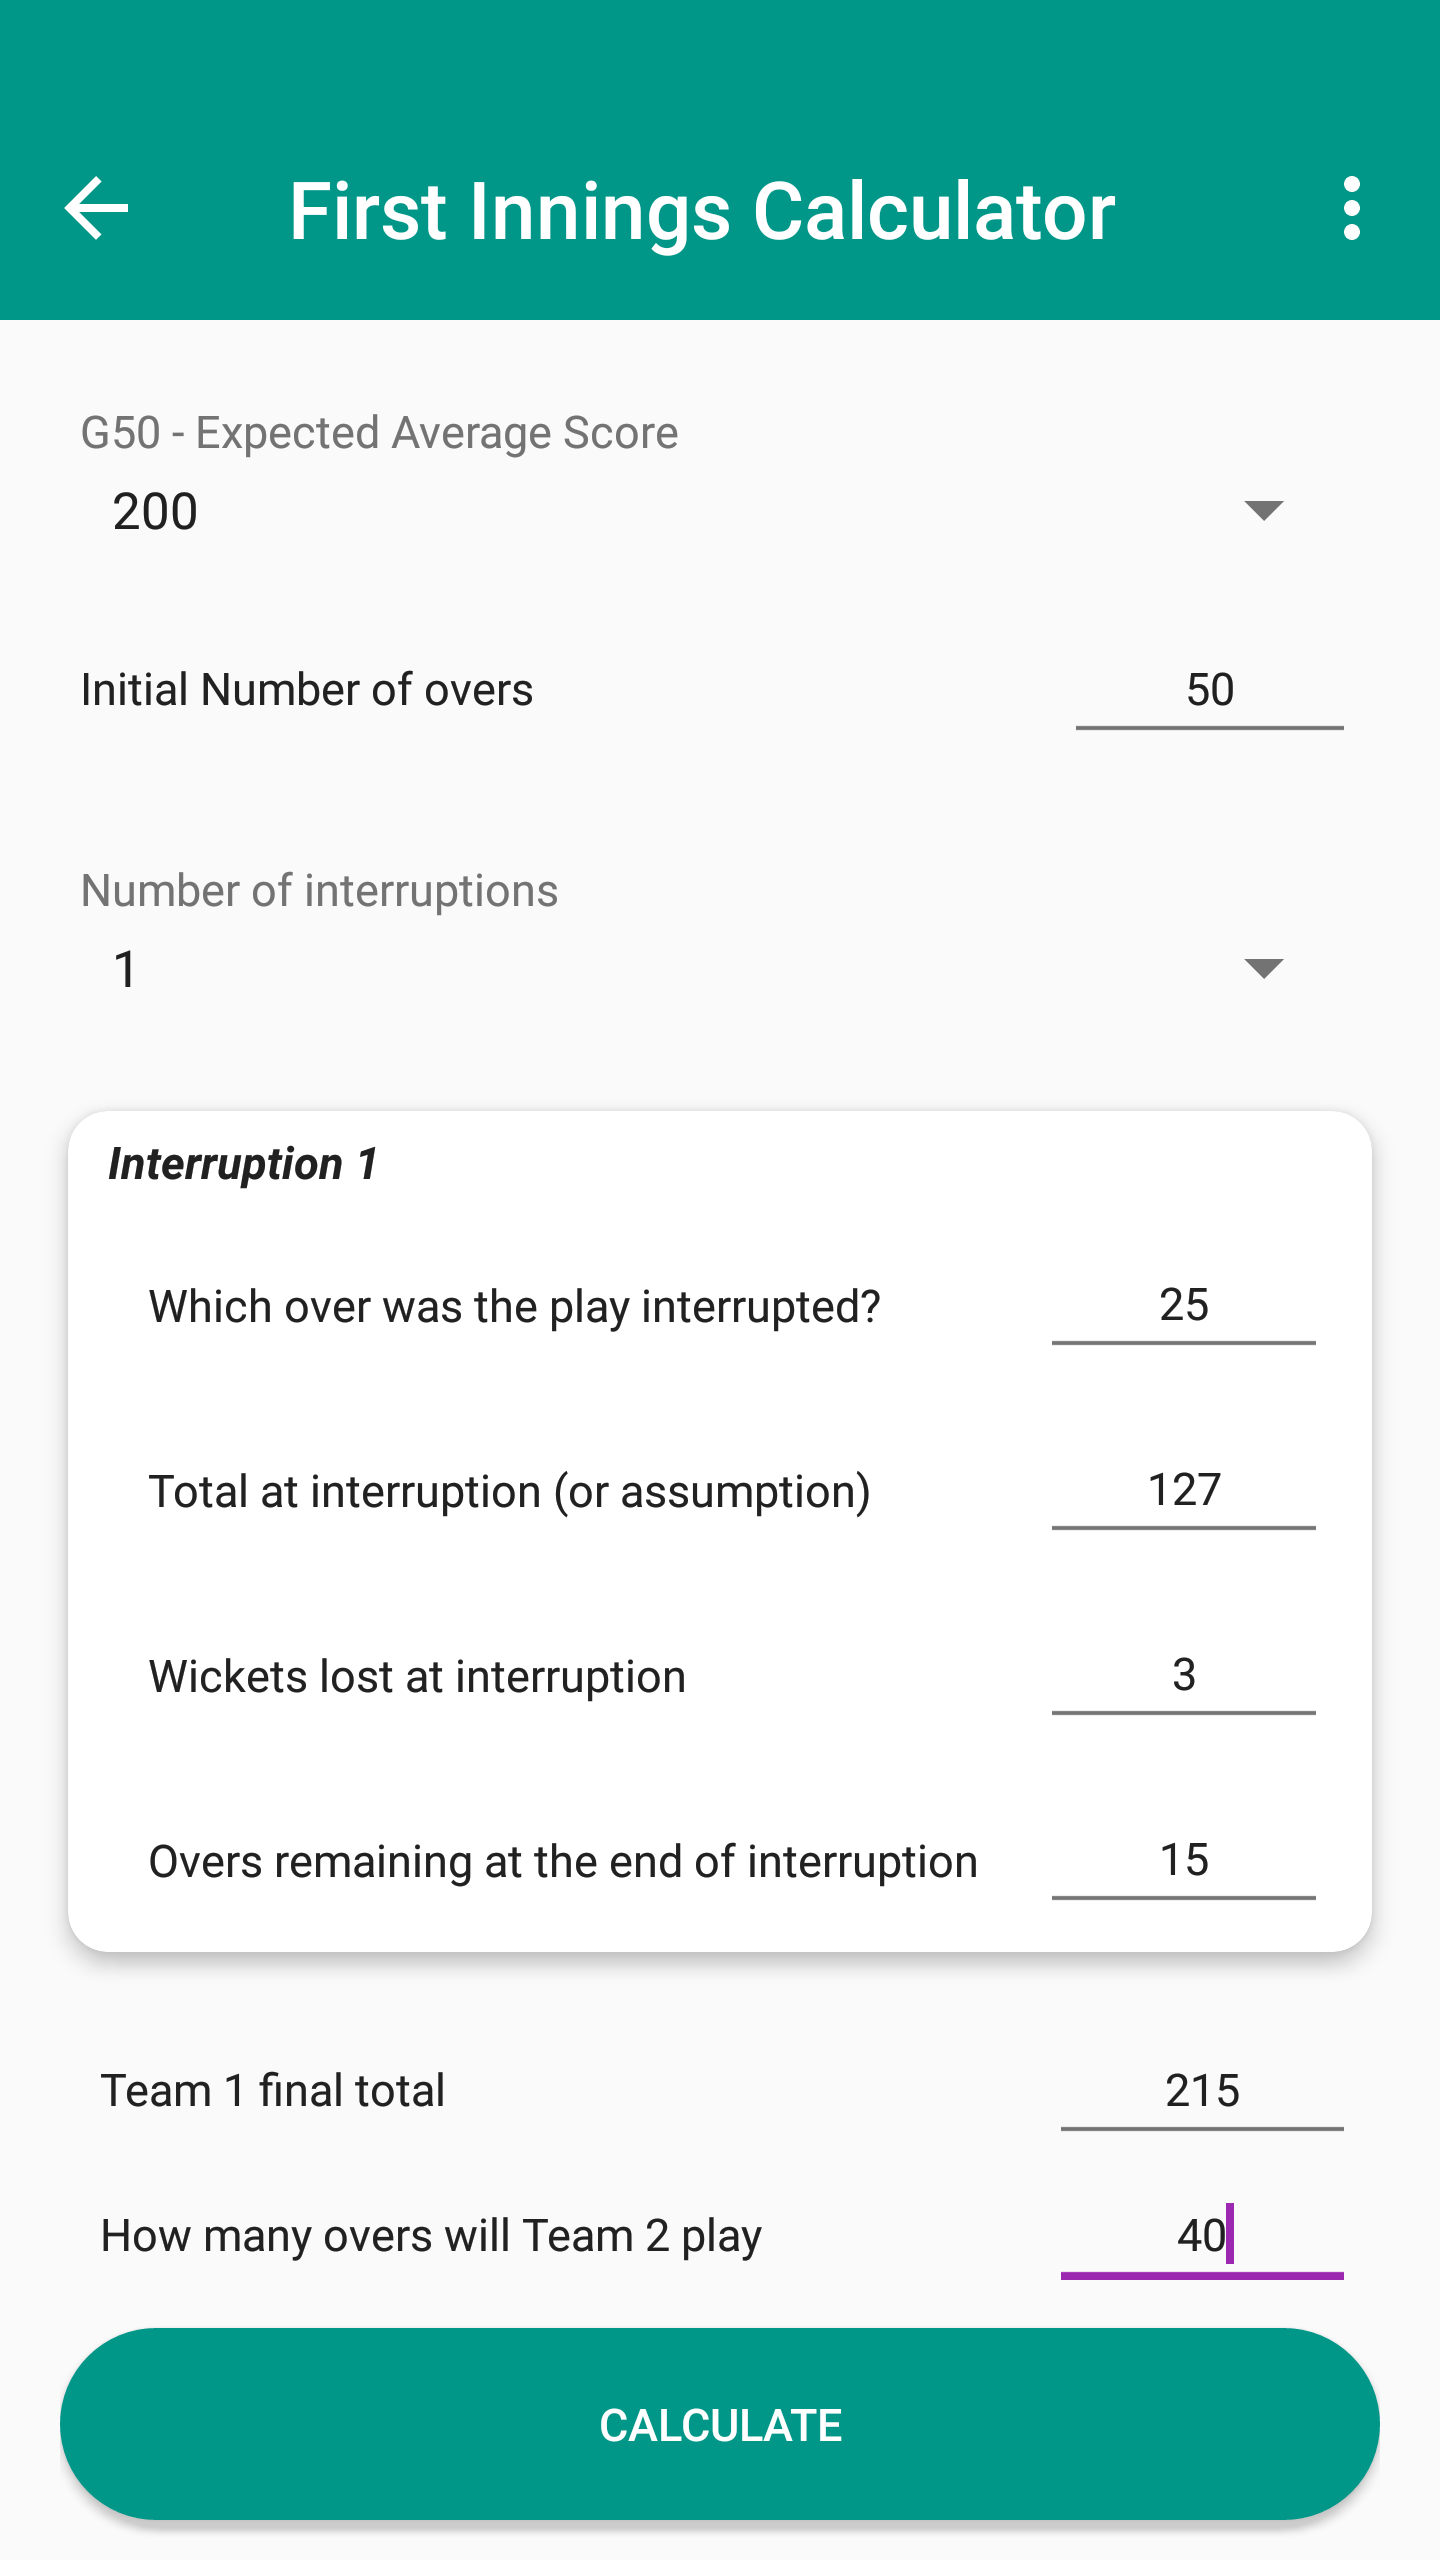 First Innings Calculator
G50 - Expected Average Score
200
Initial Number of overs 50
Number of interruptions
1
Interruption 1
Which over was the play interrupted? 25
Total at interruption (or assumption) 127
Wickets lost at interruption 3
Overs remaining at the end of interruption 15
Team 1 final total 215
How many overs will Team 2 play 40
CALCULATE